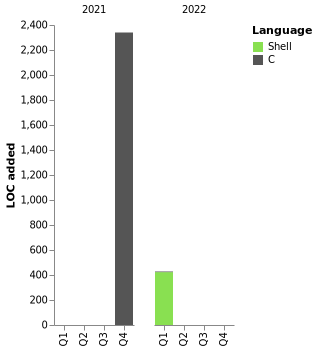 2021 2022
Language
Shell
C
LOC added
2,400
2,200
2,000
1,800
1,600
1,400
1,200
1,000
800
600
400
200
0
Q1 Q2 Q3 Q4 Q1 Q2 Q3 Q4